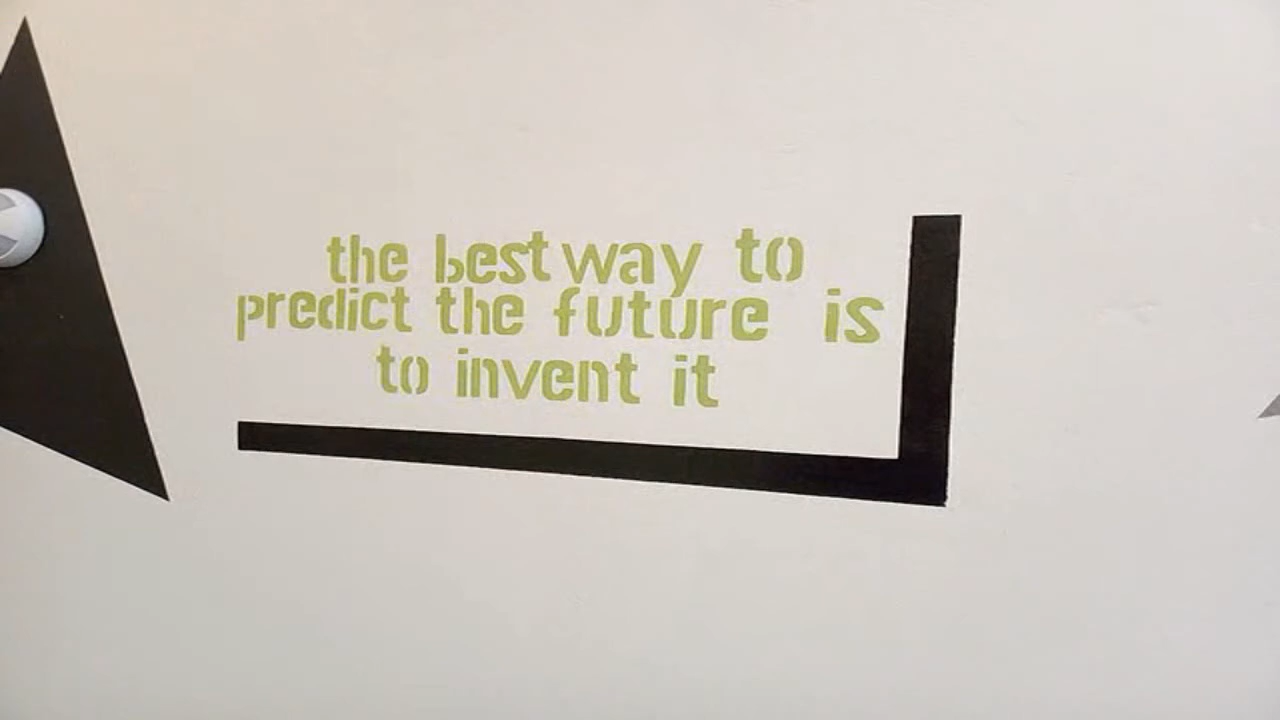 the best way to
predict the future is
to invent it